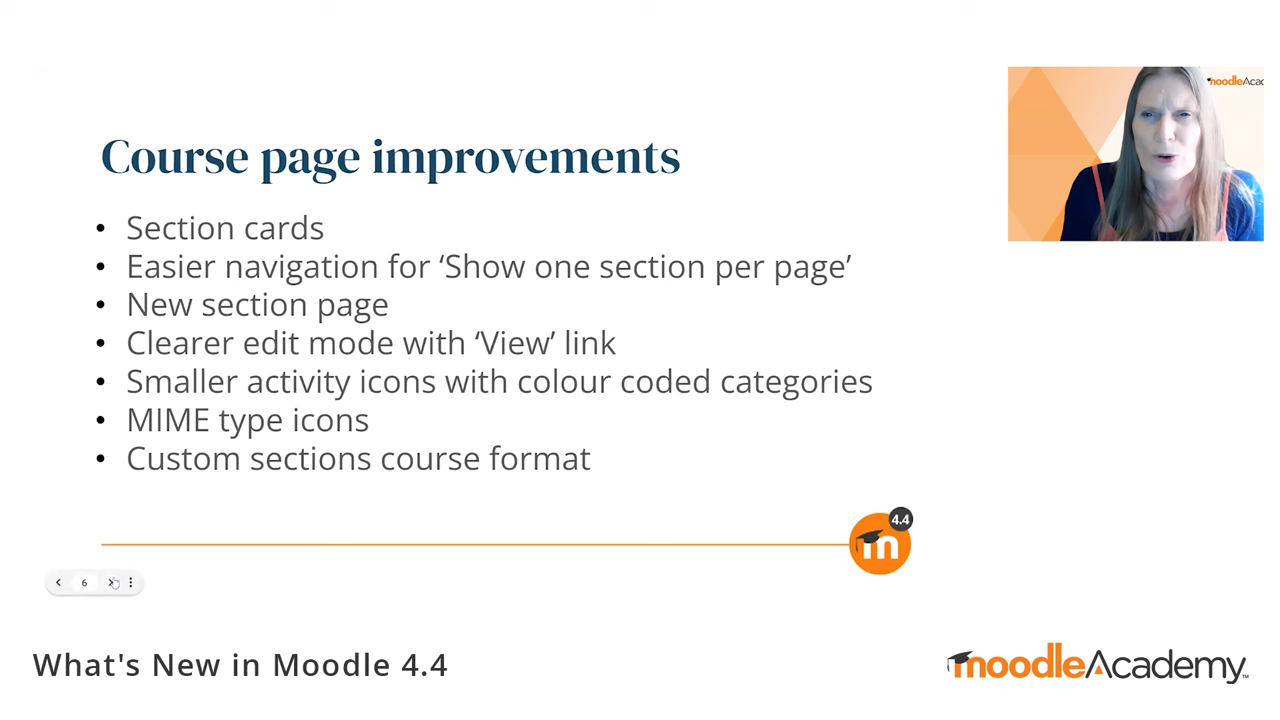 moodleAcad
Course page improvements
• Section cards
• Easier navigation for ‘Show one section per page’
• New section page
• Clearer edit mode with ‘View’ link
• Smaller activity icons with colour coded categories
• MIME type icons
• Custom sections course format
4.4
m
6
What's New in Moodle 4.4
moodleAcademy™